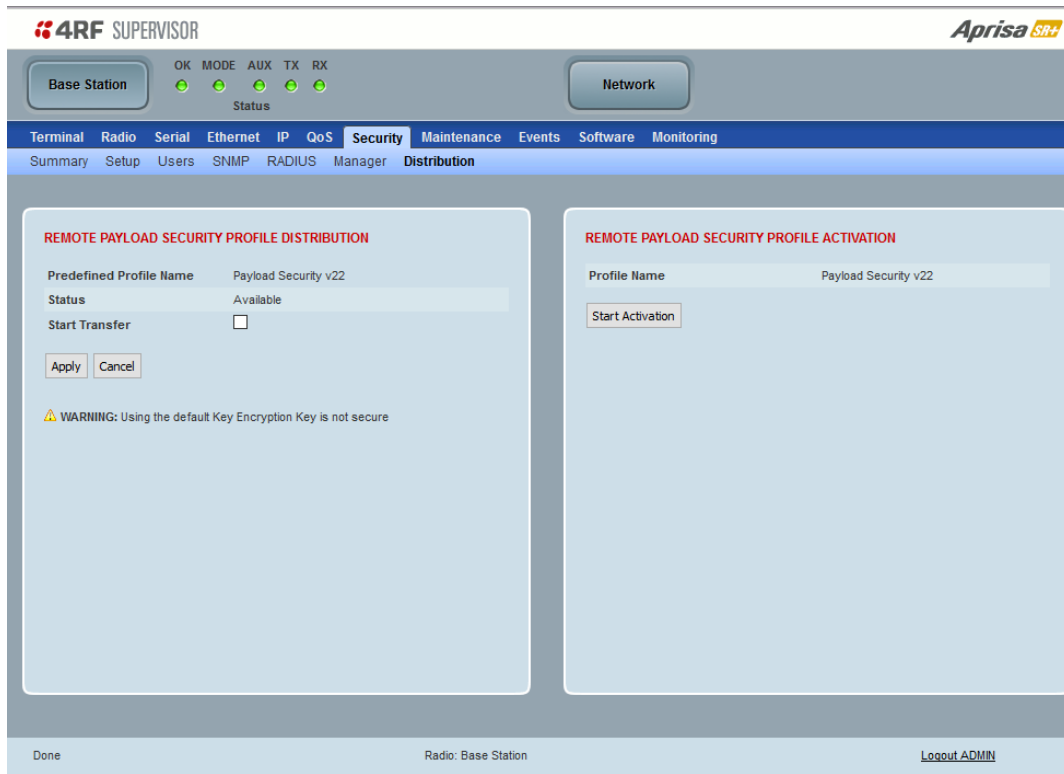 4RF SUPERVISOR
Aprisa SR+
Base Station
OK MODE AUX TX RX
Status
Network
Terminal Radio Serial Ethernet IP QoS Security Maintenance Events Software Monitoring
Summary Setup Users SNMP RADIUS Manager Distribution
REMOTE PAYLOAD SECURITY PROFILE DISTRIBUTION
Predefined Profile Name Payload Security v22
Status Available
Start Transfer
Apply Cancel
WARNING: Using the default Key Encryption Key is not secure
REMOTE PAYLOAD SECURITY PROFILE ACTIVATION
Profile Name Payload Security v22
Start Activation
Done Radio: Base Station Logout ADMIN